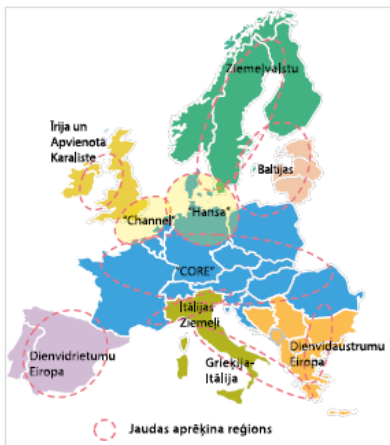 Ziemeļvalstu
Īrija un
Apvienotā
Karaliste
Baltijas
"Channel"
"Hansa"
"CORE"
Itālijas
Ziemeļi
Dienvidrietumu
Eiropa
Grieķija-
Itālija
Dienvidaustrumu
Eiropa
Jaudas aprēķina reģions